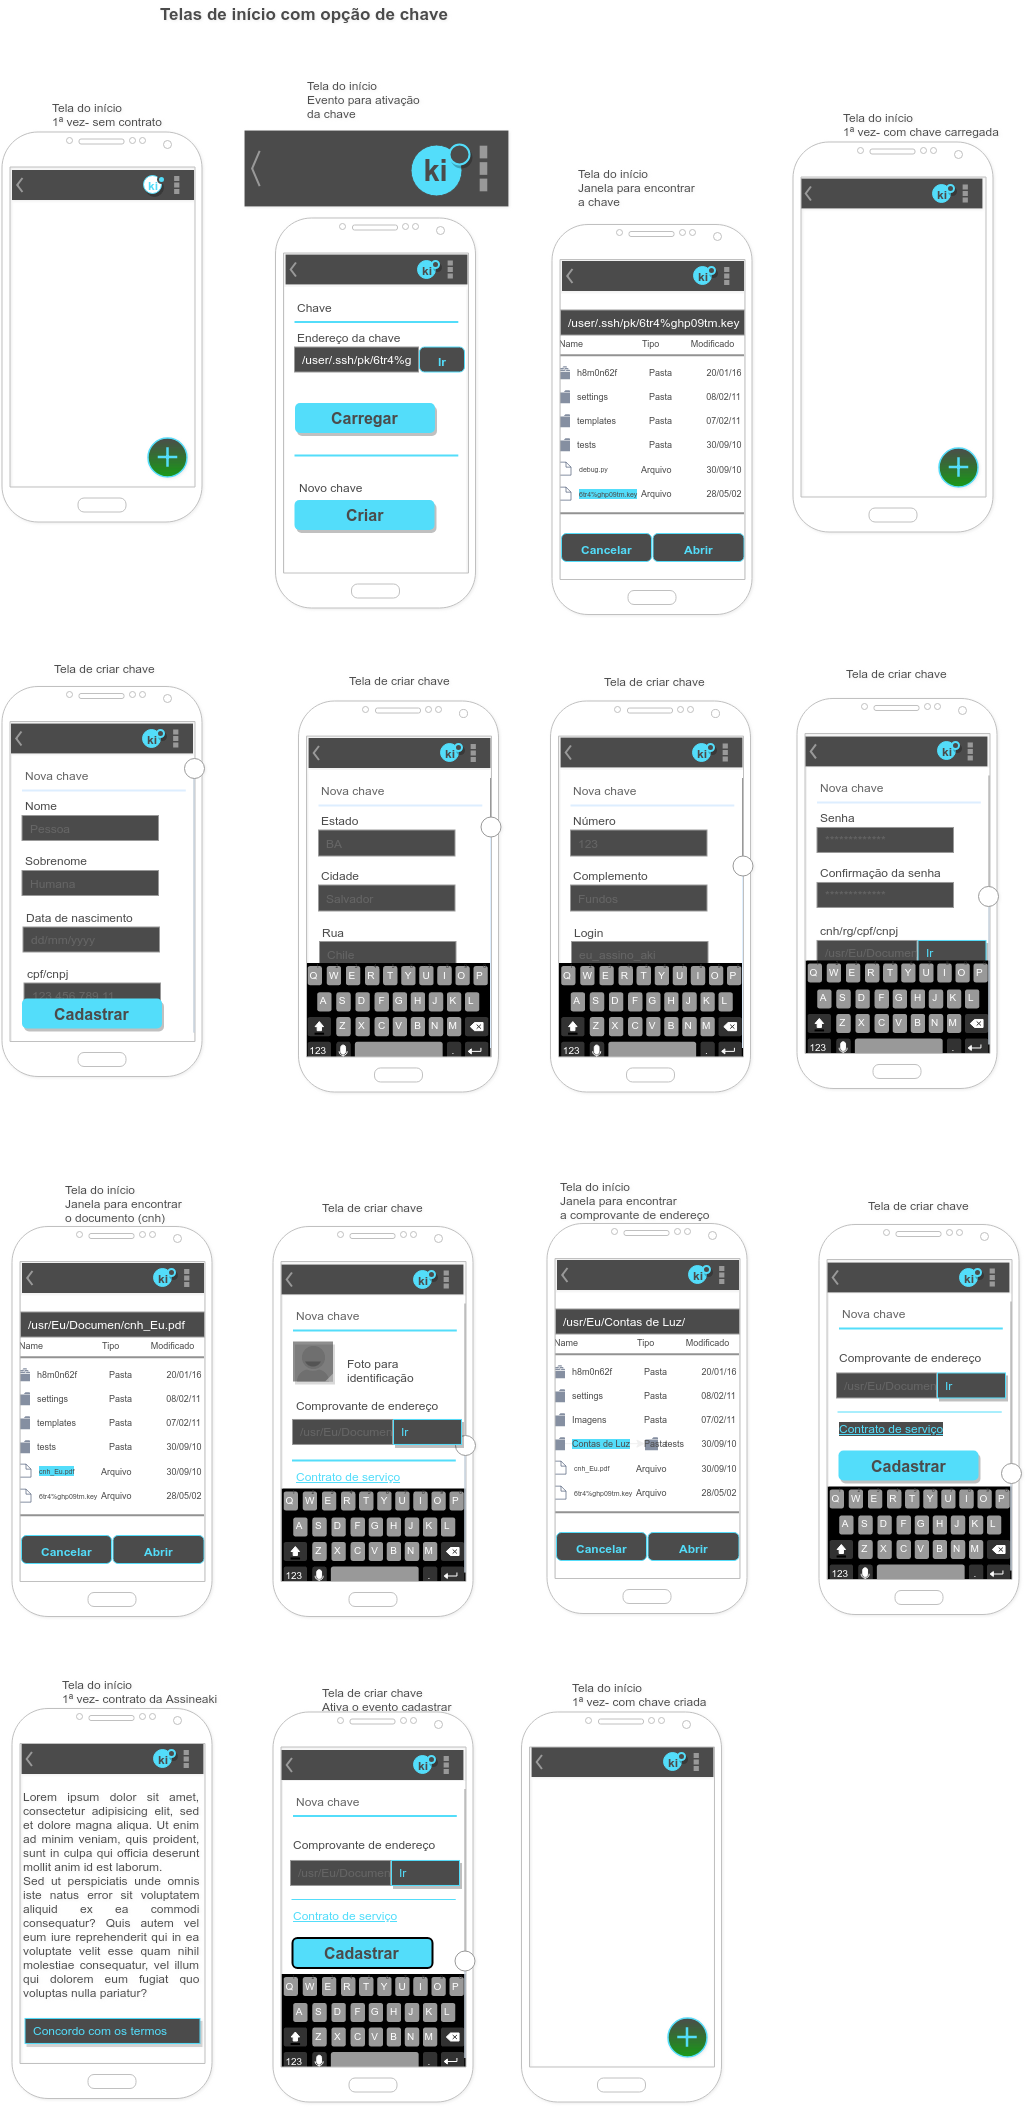 Telas de início com opção de chave
Tela do início
1ª vez- sem contrato
ki
Tela do início
Evento para ativação
da chave
ki
ki
Chave
Endereço da chave
/user/.ssh/pk/6tr4%g
Ir
Carregar
Novo chave
Criar
Tela do início
Janela para encontrar
a chave
ki
/user/.ssh/pk/6tr4%ghp09tm.key
Name Tipo Modificado
h8m0n62f Pasta 20/01/16
settings Pasta 08/02/11
templates Pasta 07/02/11
tests Pasta 30/09/10
debug.py Arquivo 30/09/10
6tr4%ghp09tm.key Arquivo 28/05/02
Cancelar Abrir
Tela do início
1ª vez- com chave carregada
ki
Tela de criar chave
ki
Nova chave
Nome
Pessoa
Sobrenome
Humana
Data de nascimento
dd/mm/yyyy
cpf/cnpj
123.456.789-11
Cadastrar
Tela de criar chave
ki
Nova chave
Estado
BA
Cidade
Salvador
Rua
Chile
Q W E R T Y U I O P
A S D F G H J K L
Z X C V B N M
123 .
Tela de criar chave
ki
Nova chave
Número
123
Complemento
Fundos
Login
eu_assino_aki
Q W E R T Y U I O P
A S D F G H J K L
Z X C V B N M
123 .
Tela de criar chave
ki
Nova chave
Senha
*************
Confirmação da senha
*************
cnh/rg/cpf/cnpj
/usr/Eu/Documen Ir
Q W E R T Y U I O P
A S D F G H J K L
Z X C V B N M
123 .
Tela do início
Janela para encontrar
o documento (cnh)
ki
/usr/Eu/Documen/cnh_Eu.pdf
Name Tipo Modificado
h8m0n62f Pasta 20/01/16
settings Pasta 08/02/11
templates Pasta 07/02/11
tests Pasta 30/09/10
cnh_Eu.pdf Arquivo 30/09/10
6tr4%ghp09tm.key Arquivo 28/05/02
Cancelar Abrir
Tela de criar chave
ki
Nova chave
Foto para
identificação
Comprovante de endereço
/usr/Eu/Documen Ir
Contrato de serviço
Q W E R T Y U I O P
A S D F G H J K L
Z X C V B N M
123 .
Tela do início
Janela para encontrar
a comprovante de endereço
ki
/usr/Eu/Contas de Luz/
Name Tipo Modificado
h8m0n62f Pasta 20/01/16
settings Pasta 08/02/11
Imagens Pasta 07/02/11
Contas de Luz Pasta tests 30/09/10
cnh_Eu.pdf Arquivo 30/09/10
6tr4%ghp09tm.key Arquivo 28/05/02
Cancelar Abrir
Tela de criar chave
ki
Nova chave
Comprovante de endereço
/usr/Eu/Documen Ir
Contrato de serviço
Cadastrar
Q W E R T Y U I O P
A S D F G H J K L
Z X C V B N M
123 .
Tela do início
1ª vez- contrato da Assineaki
ki
Lorem ipsum dolor sit amet,
consectetur adipisicing elit, sed
et dolore magna aliqua. Ut enim
ad minim veniam, quis proident,
sunt in culpa qui officia deserunt
mollit anim id est laborum.
Sed ut perspiciatis unde omnis
iste natus error sit voluptatem
aliquid ex ea commodi
consequatur? Quis autem vel
eum iure reprehenderit qui in ea
voluptate velit esse quam nihil
molestiae consequatur, vel illum
qui dolorem eum fugiat quo
voluptas nulla pariatur?
Concordo com os termos
Tela de criar chave
Ativa o evento cadastrar
ki
Nova chave
Comprovante de endereço
/usr/Eu/Documen Ir
Contrato de serviço
Cadastrar
Q W E R T Y U I O P
A S D F G H J K L
Z X C V B N M
123 .
Tela do início
1ª vez- com chave criada
ki